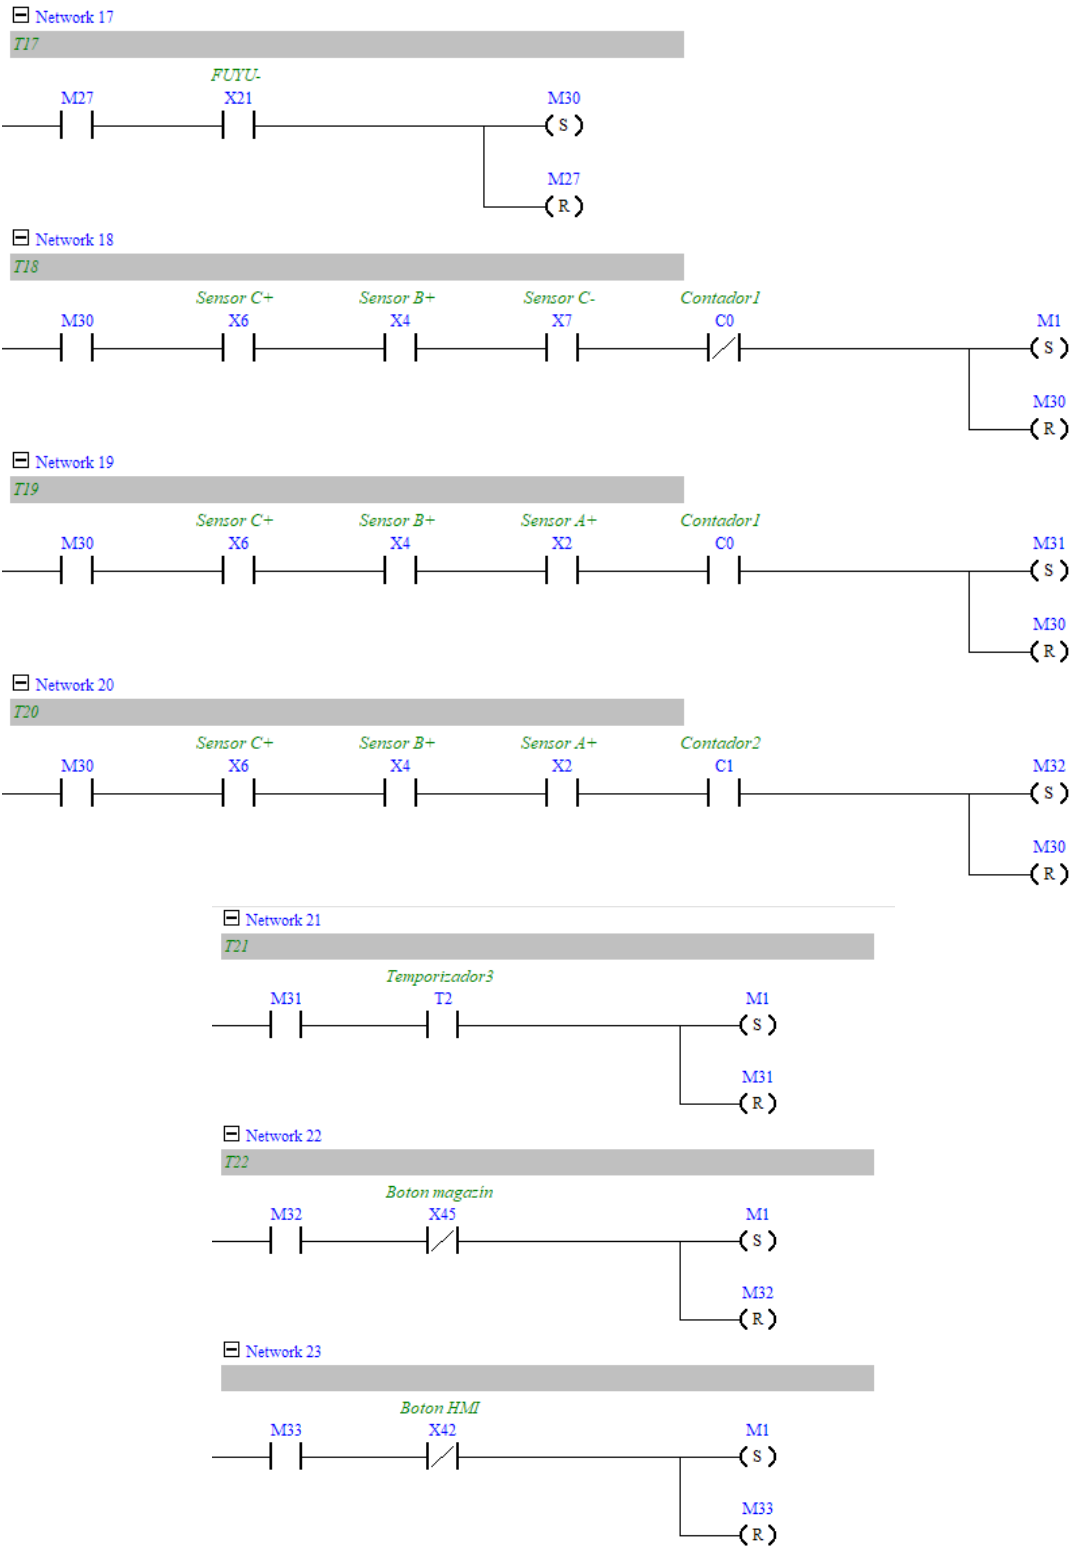 Network 17
T17
FUYU-
M27 X21 M30
S
M27
R
Network 18
T18
Sensor C+ Sensor B+ Sensor C- Contador1
M30 X6 X4 X7 C0 M1
S
M30
R
Network 19
T19
Sensor C+ Sensor B+ Sensor A+ Contador1
M30 X6 X4 X2 C0 M31
S
M30
R
Network 20
T20
Sensor C+ Sensor B+ Sensor A+ Contador2
M30 X6 X4 X2 C1 M32
S
M30
R
Network 21
T21
Temporizador3
M31 T2 M1
S
M31
R
Network 22
T22
Boton magazin
M32 X45 M1
S
M32
R
Network 23
Boton HMI
M33 X42 M1
S
M33
R